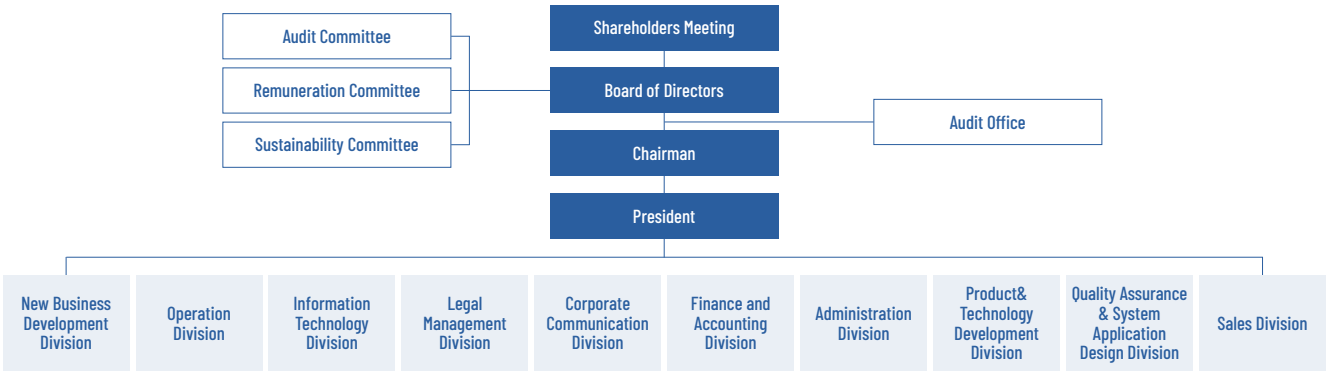 Shareholders Meeting
Audit Committee
Board of Directors
Remuneration Committee
Audit Office
Sustainability Committee
Chairman
President
New Business
Development
Division
Operation
Division
Information
Technology
Division
Legal
Management
Division
Corporate
Communication
Division
Finance and
Accounting
Division
Administration
Division
Product&
Technology
Development
Division
Quality Assurance
& System
Application
Design Division
Sales Division